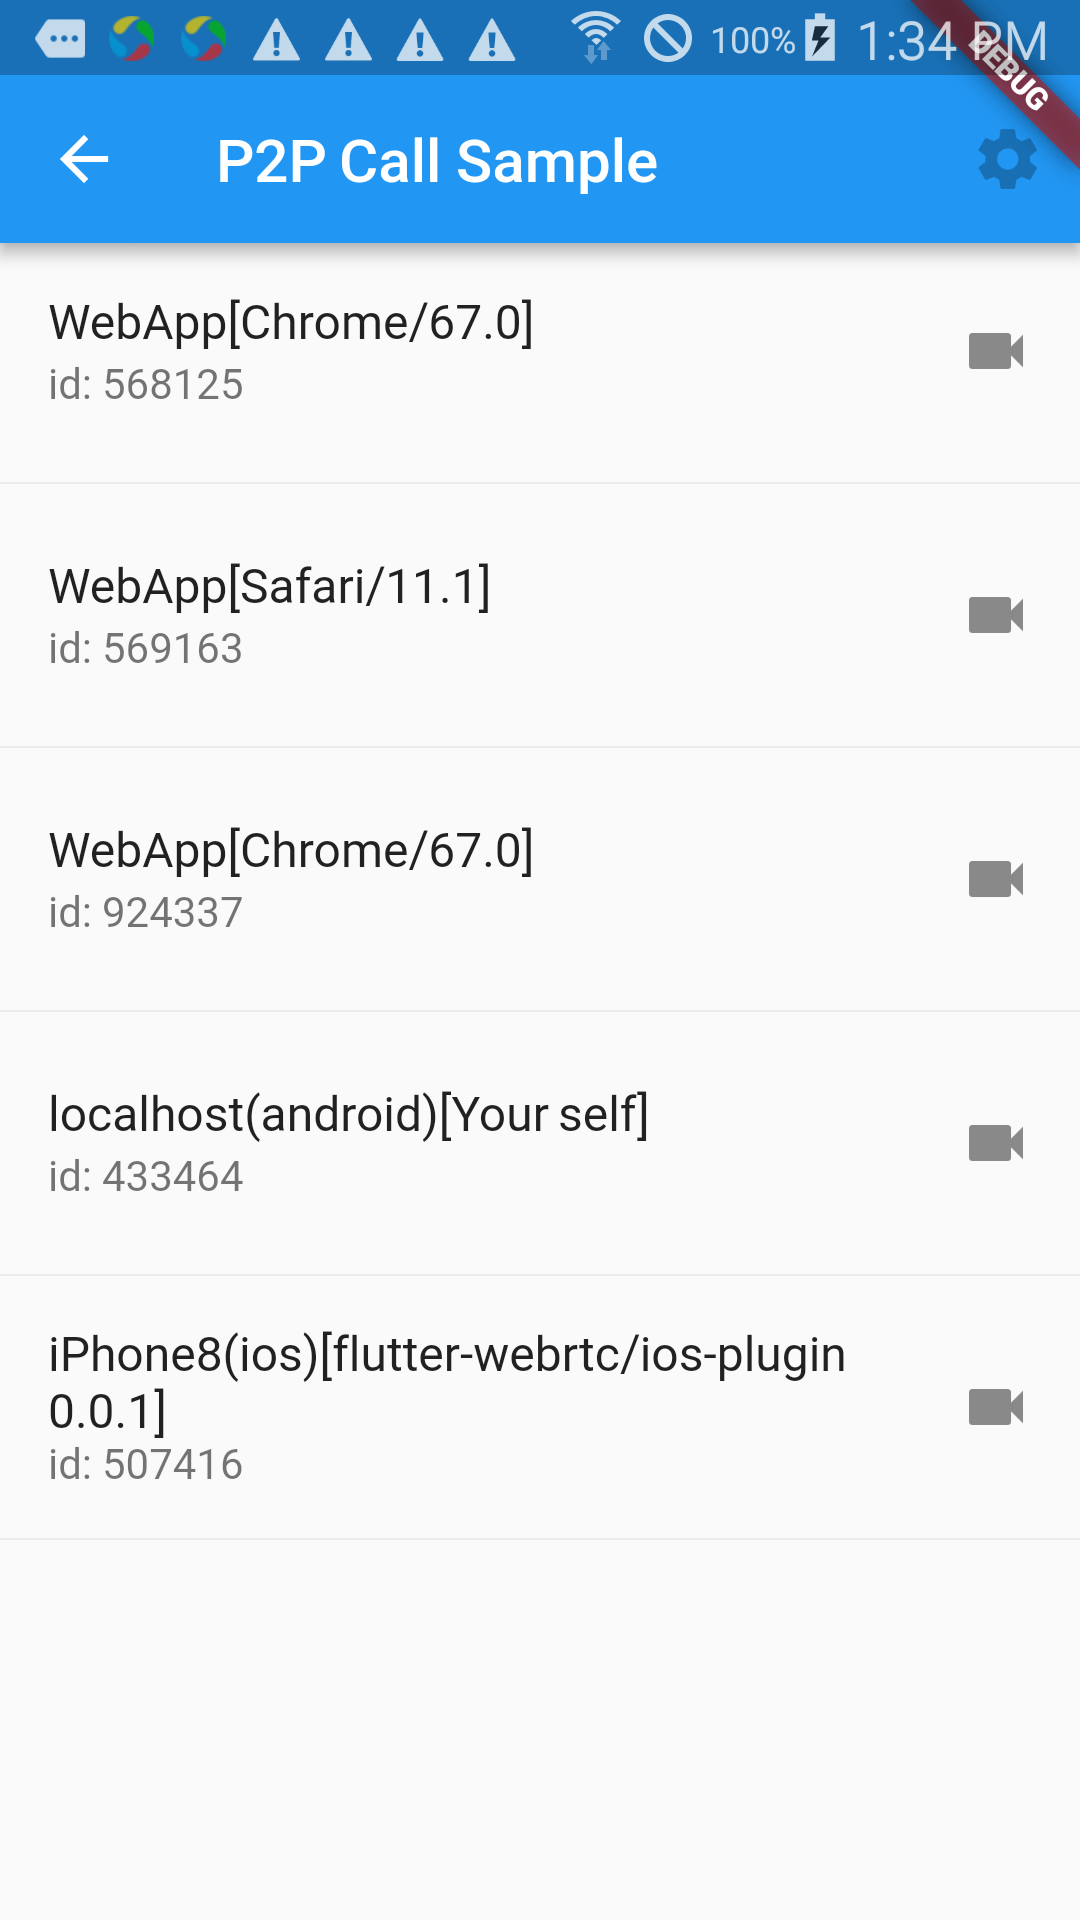 100% 1:34 PM
DEBUG
P2P Call Sample
WebApp[Chrome/67.0]
id: 568125
WebApp[Safari/11.1]
id: 569163
WebApp[Chrome/67.0]
id: 924337
localhost(android)[Your self]
id: 433464
iPhone8(ios)[flutter-webrtc/ios-plugin
0.0.1]
id: 507416